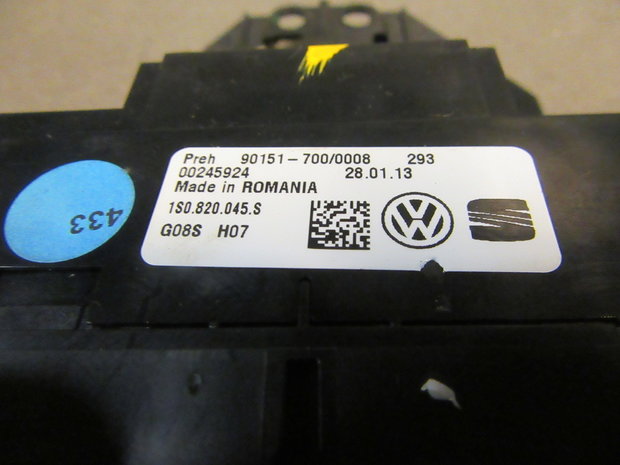 Preh 90151-700/0008 293
00245924 28.01.13
Made in ROMANIA
1S0.820.045.S
G08S H07
433